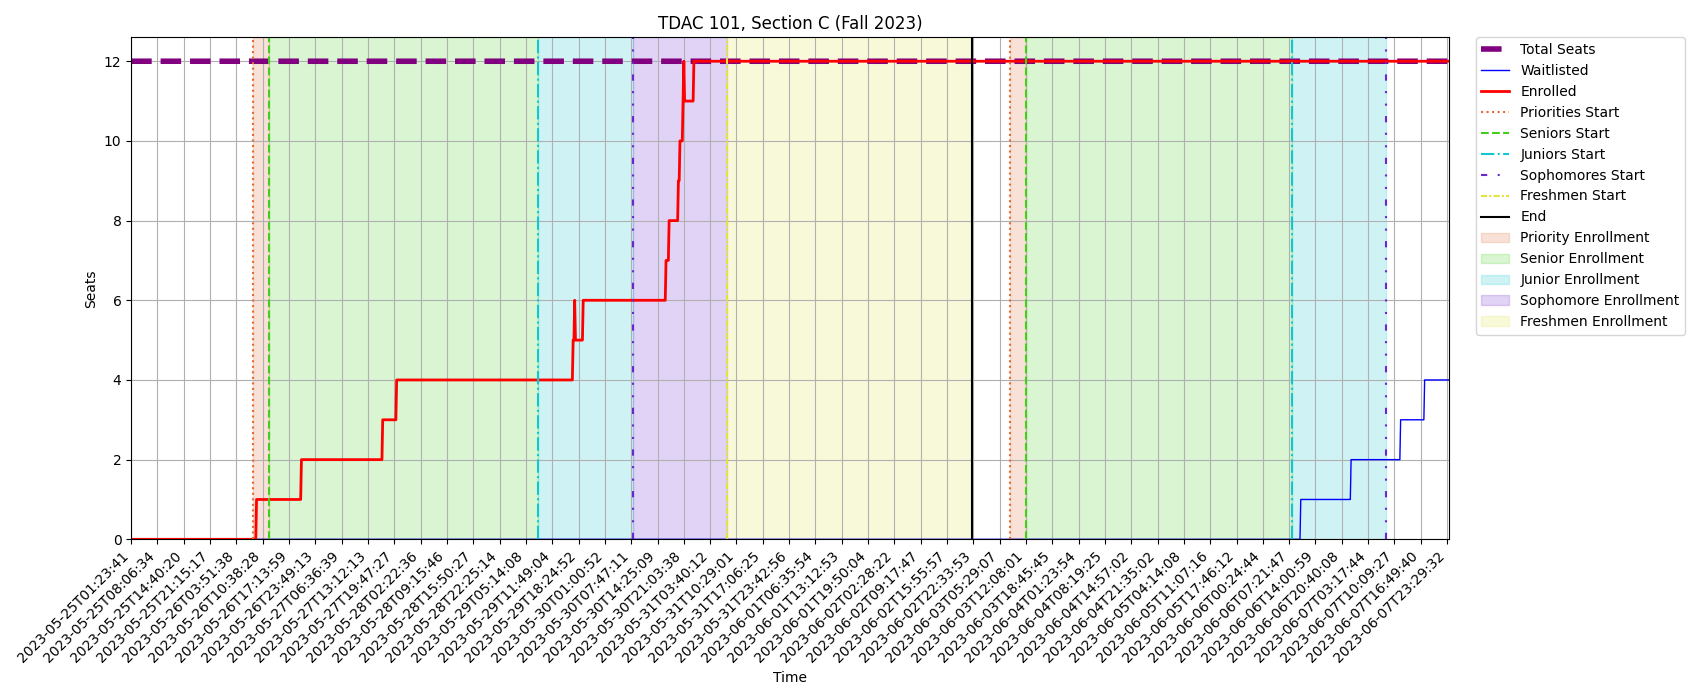 TDAC 101, Section C (Fall 2023)
Seats
12
10
8
6
4
2
0
2023-05-25T01:23:41
2023-05-25T08:06:34
2023-05-25T14:40:20
2023-05-25T21:15:17
2023-05-26T03:51:38
2023-05-26T10:38:28
2023-05-26T17:13:59
2023-05-26T23:49:13
2023-05-27T06:36:39
2023-05-27T13:12:13
2023-05-27T19:47:27
2023-05-28T02:22:36
2023-05-28T09:15:46
2023-05-28T15:50:27
2023-05-28T22:25:14
2023-05-29T05:14:08
2023-05-29T11:49:04
2023-05-29T18:24:52
2023-05-30T01:00:52
2023-05-30T07:47:11
2023-05-30T14:25:09
2023-05-30T21:03:38
2023-05-31T03:40:12
2023-05-31T10:29:01
2023-05-31T17:06:25
2023-05-31T23:42:56
2023-06-01T06:35:54
2023-06-01T13:12:53
2023-06-01T19:50:04
2023-06-02T02:28:22
2023-06-02T09:17:47
2023-06-02T15:55:57
2023-06-02T22:33:53
2023-06-03T05:29:07
2023-06-03T12:08:01
2023-06-03T18:45:45
2023-06-04T01:23:54
2023-06-04T08:19:25
2023-06-04T14:57:02
2023-06-04T21:35:02
2023-06-05T04:14:08
2023-06-05T11:07:16
2023-06-05T17:46:12
2023-06-06T00:24:44
2023-06-06T07:21:47
2023-06-06T14:00:59
2023-06-06T20:40:08
2023-06-07T03:17:44
2023-06-07T10:09:27
2023-06-07T16:49:40
2023-06-07T23:29:32
Time
Total Seats
Waitlisted
Enrolled
Priorities Start
Seniors Start
Juniors Start
Sophomores Start
Freshmen Start
End
Priority Enrollment
Senior Enrollment
Junior Enrollment
Sophomore Enrollment
Freshmen Enrollment